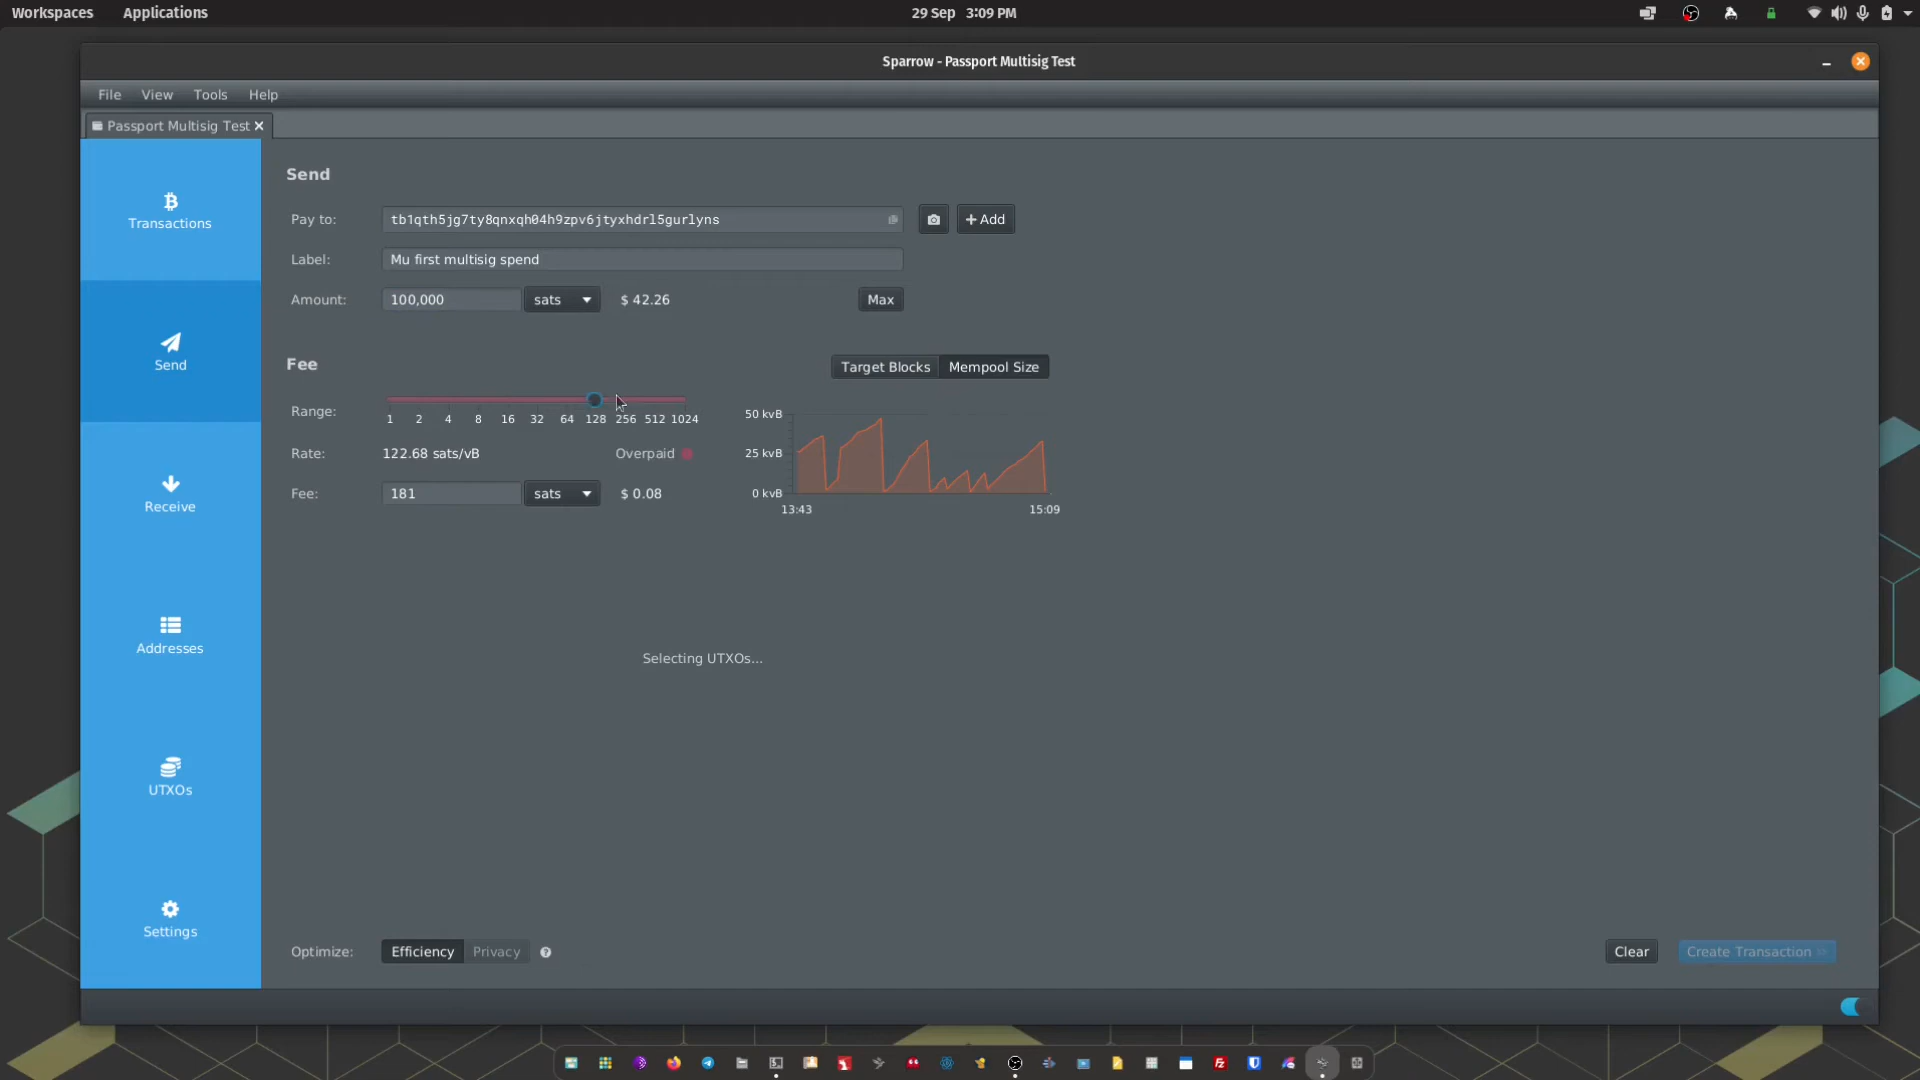 Workspaces Applications 29 Sep 3:09 PM
Sparrow - Passport Multisig Test
File View Tools Help
Passport Multisig Test
Transactions
Send
Receive
Addresses
UTXOs
Settings
Send
Pay to: tb1qth5jg7ty8qnxqh04h9zpv6jtyxhdrl5gurlyns + Add
Label: Mu first multisig spend
Amount: 100,000 sats $ 42.26 Max
Fee Target Blocks Mempool Size
Range: 1 2 4 8 16 32 64 128 256 512 1024
Rate: 122.68 sats/vB Overpaid
Fee: 181 sats $ 0.08
50 kvB
25 kvB
0 kvB
13:43 15:09
Selecting UTXOs...
Optimize: Efficiency Privacy ? Clear Create Transaction